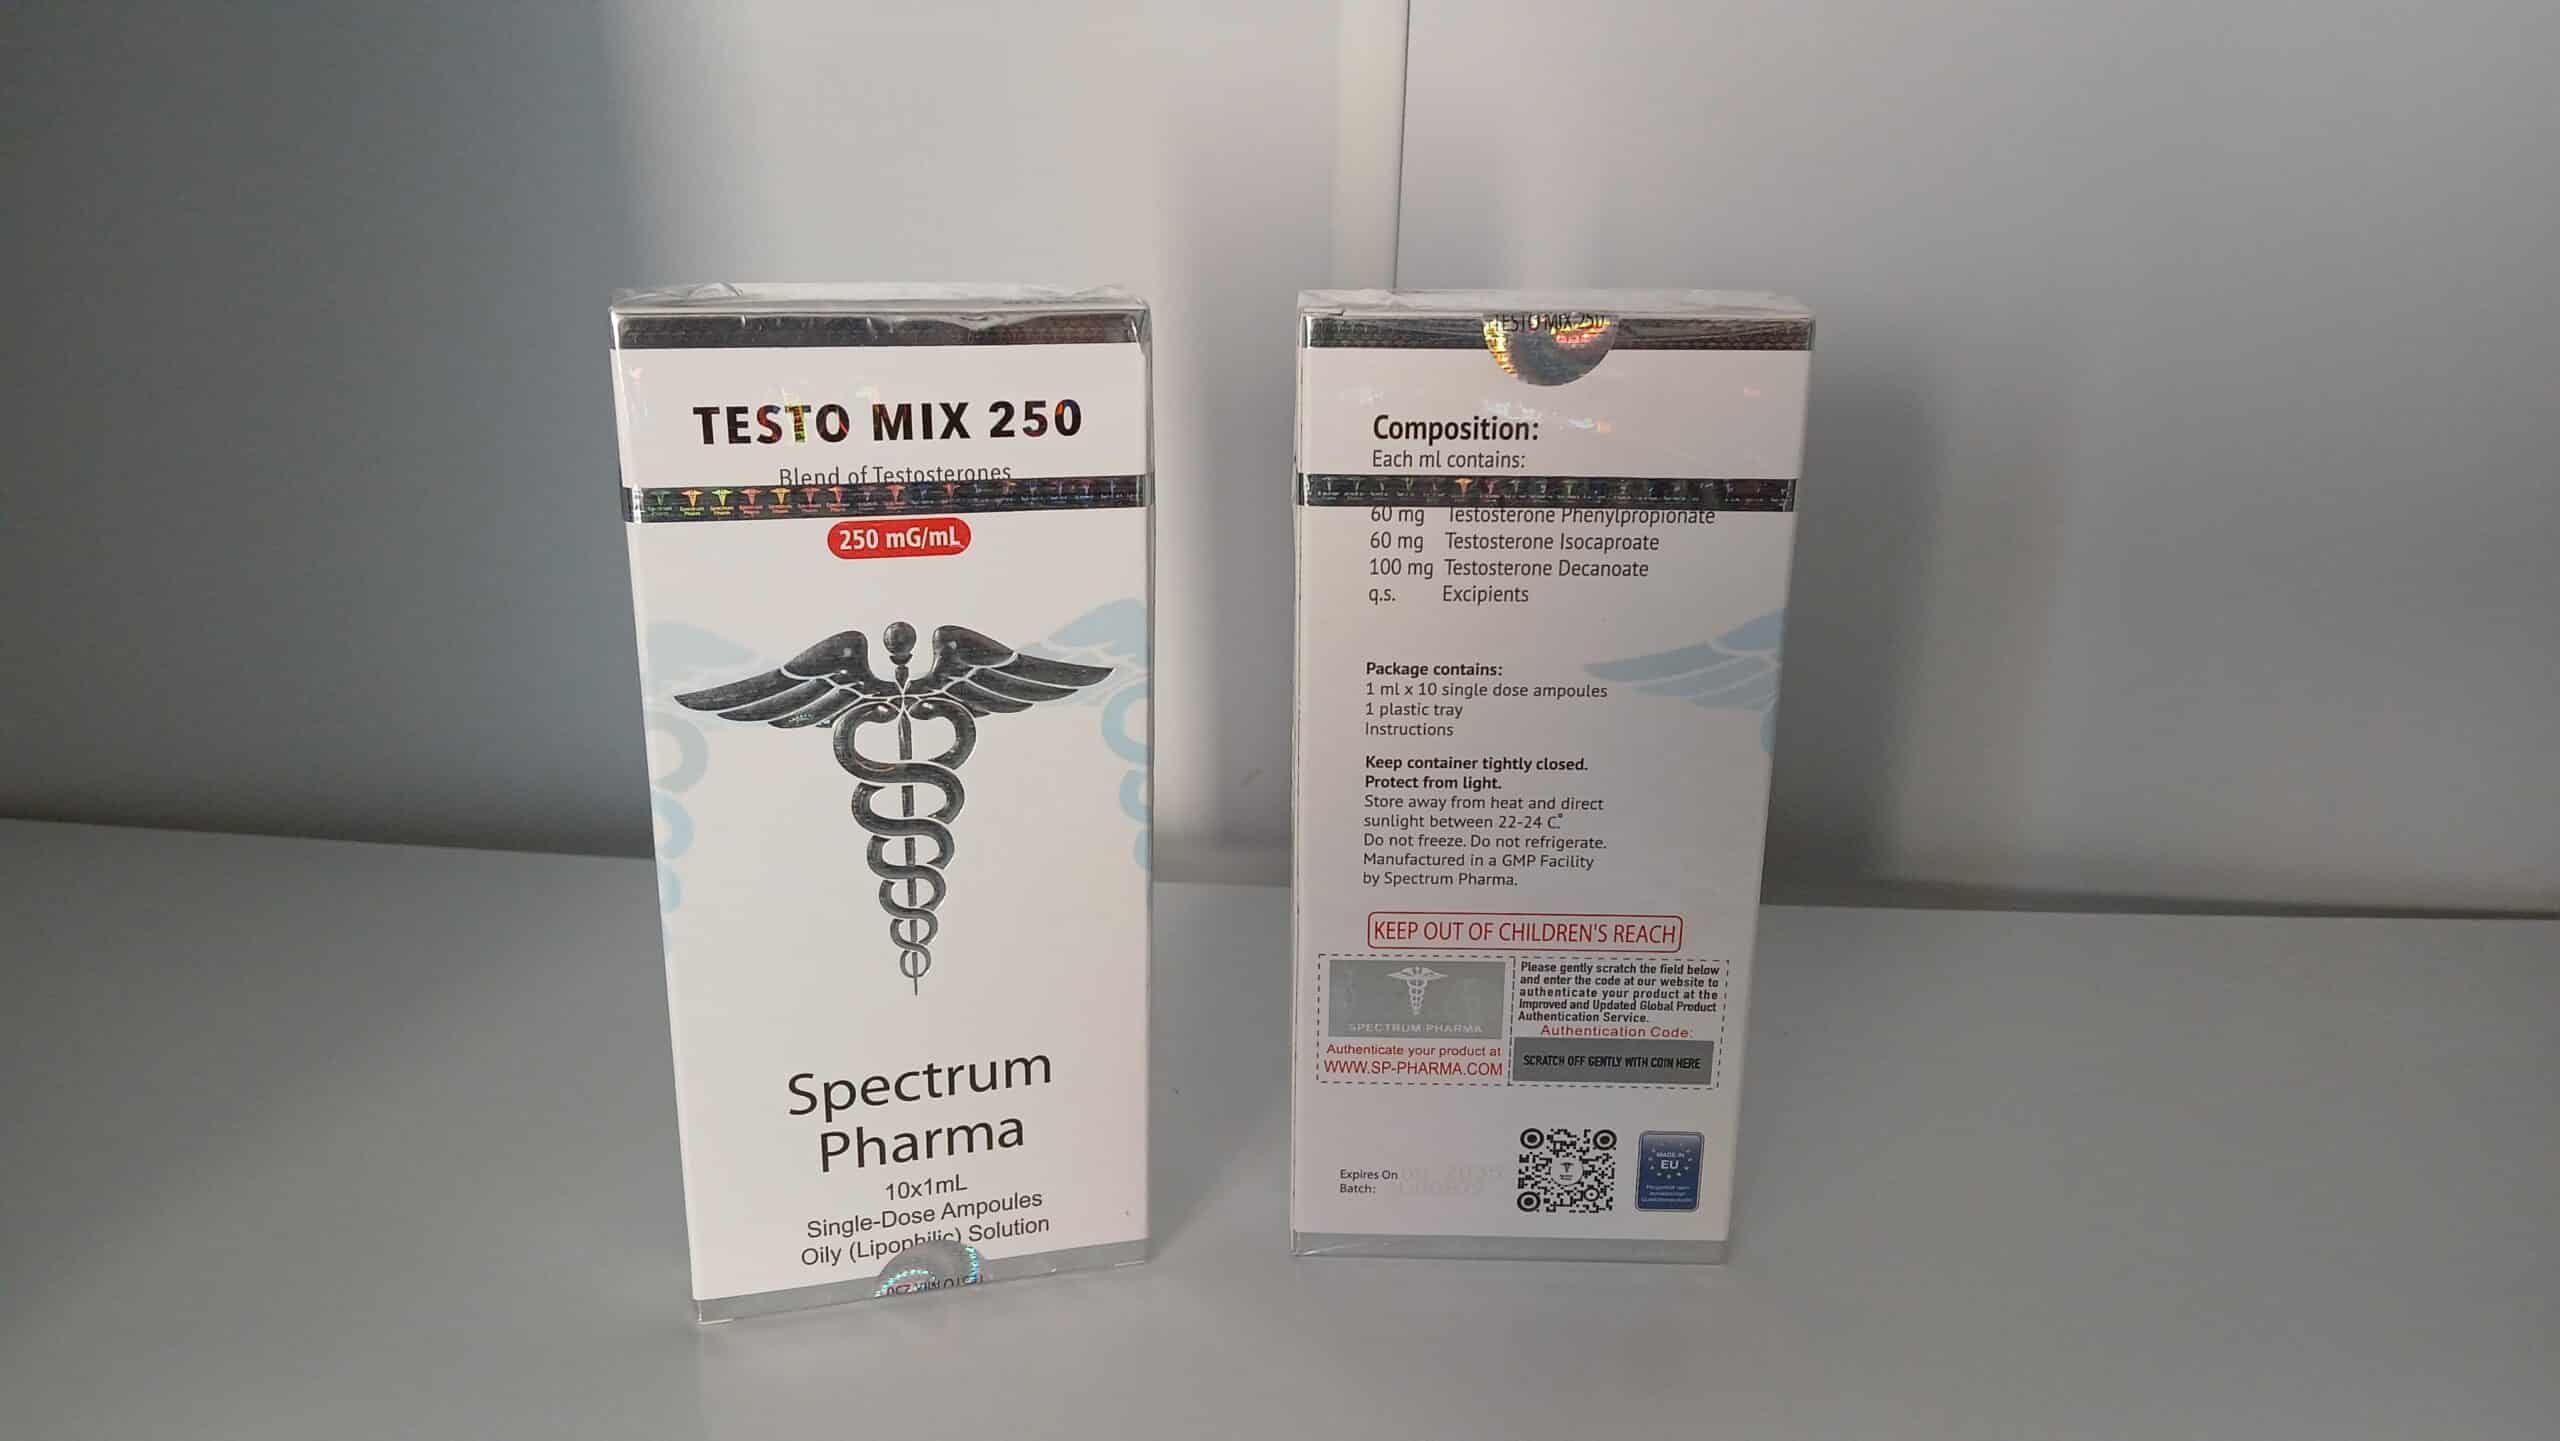 TESTO MIX 250
Blend of Testosterones
250 mG/mL
Spectrum
Pharma
10x1mL
Single-Dose Ampoules
Oily (Lipophilic) Solution
TESTO MIX 250
Composition:
Each ml contains:
60 mg Testosterone Phenylpropionate
60 mg Testosterone Isocaproate
100 mg Testosterone Decanoate
q.s. Excipients
Package contains:
1 ml x 10 single dose ampoules
1 plastic tray
Instructions
Keep container tightly closed.
Protect from light.
Store away from heat and direct
sunlight between 22-24 C.°
Do not freeze. Do not refrigerate.
Manufactured in a GMP Facility
by Spectrum Pharma.
KEEP OUT OF CHILDREN'S REACH
SPECTRUM PHARMA
Authenticate your product at
WWW.SP-PHARMA.COM
Please gently scratch the field below
and enter the code at our website to
authenticate your product at the
Improved and Updated Global Product
Authentication Service.
Authentication Code:
SCRATCH OFF GENTLY WITH COIN HERE
Expires On
Batch:
MADE IN
EU